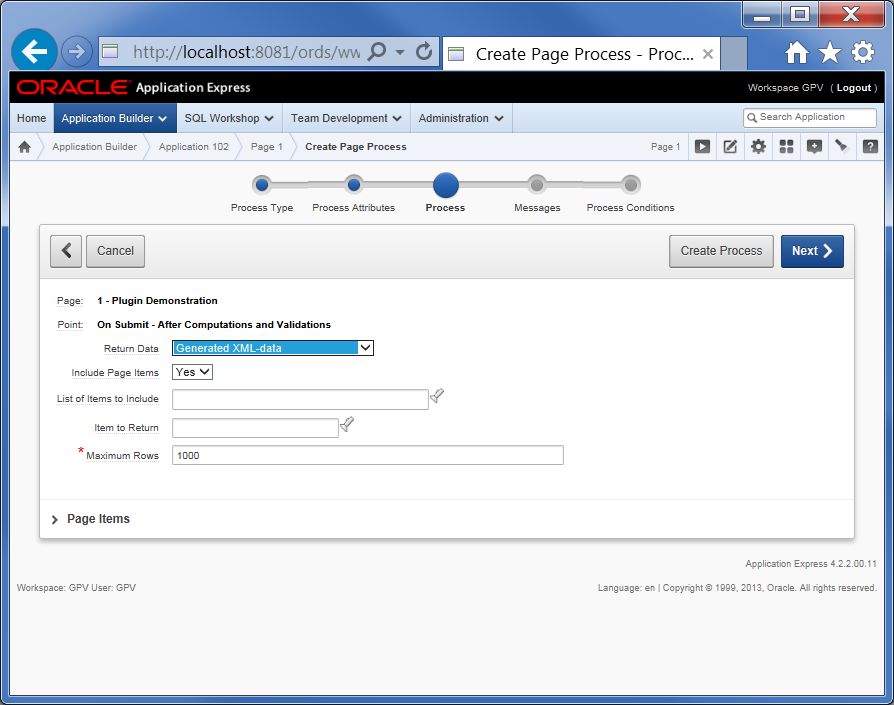 http://localhost:8081/ords/ww
Create Page Process - Proc...
ORACLE Application Express
Workspace GPV ( Logout )
Home Application Builder SQL Workshop Team Development Administration Search Application
Application Builder Application 102 Page 1 Create Page Process Page 1
Process Type Process Attributes Process Messages Process Conditions
Cancel Create Process Next
Page: 1 - Plugin Demonstration
Point: On Submit - After Computations and Validations
Return Data Generated XML-data
Include Page Items Yes
List of Items to Include
Item to Return
* Maximum Rows 1000
Page Items
Application Express 4.2.2.00.11
Workspace: GPV User: GPV Language: en | Copyright © 1999, 2013, Oracle. All rights reserved.